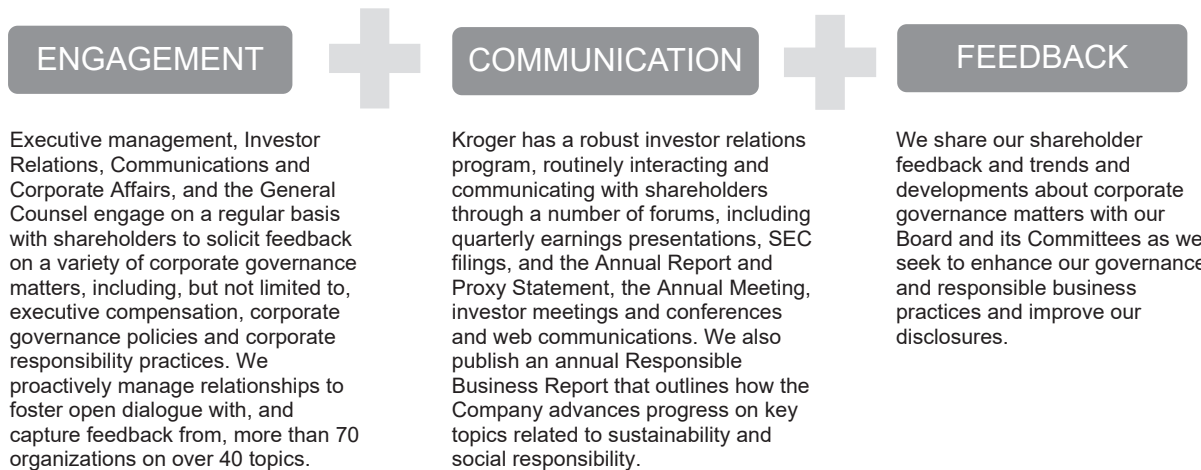 ENGAGEMENT
Executive management, Investor
Relations, Communications and
Corporate Affairs, and the General
Counsel engage on a regular basis
with shareholders to solicit feedback
on a variety of corporate governance
matters, including, but not limited to,
executive compensation, corporate
governance policies and corporate
responsibility practices. We
proactively manage relationships to
foster open dialogue with, and
capture feedback from, more than 70
organizations on over 40 topics.
COMMUNICATION
Kroger has a robust investor relations
program, routinely interacting and
communicating with shareholders
through a number of forums, including
quarterly earnings presentations, SEC
filings, and the Annual Report and
Proxy Statement, the Annual Meeting,
investor meetings and conferences
and web communications. We also
publish an annual Responsible
Business Report that outlines how the
Company advances progress on key
topics related to sustainability and
social responsibility.
FEEDBACK
We share our shareholder
feedback and trends and
developments about corporate
governance matters with our
Board and its Committees as we
seek to enhance our governance
and responsible business
practices and improve our
disclosures.